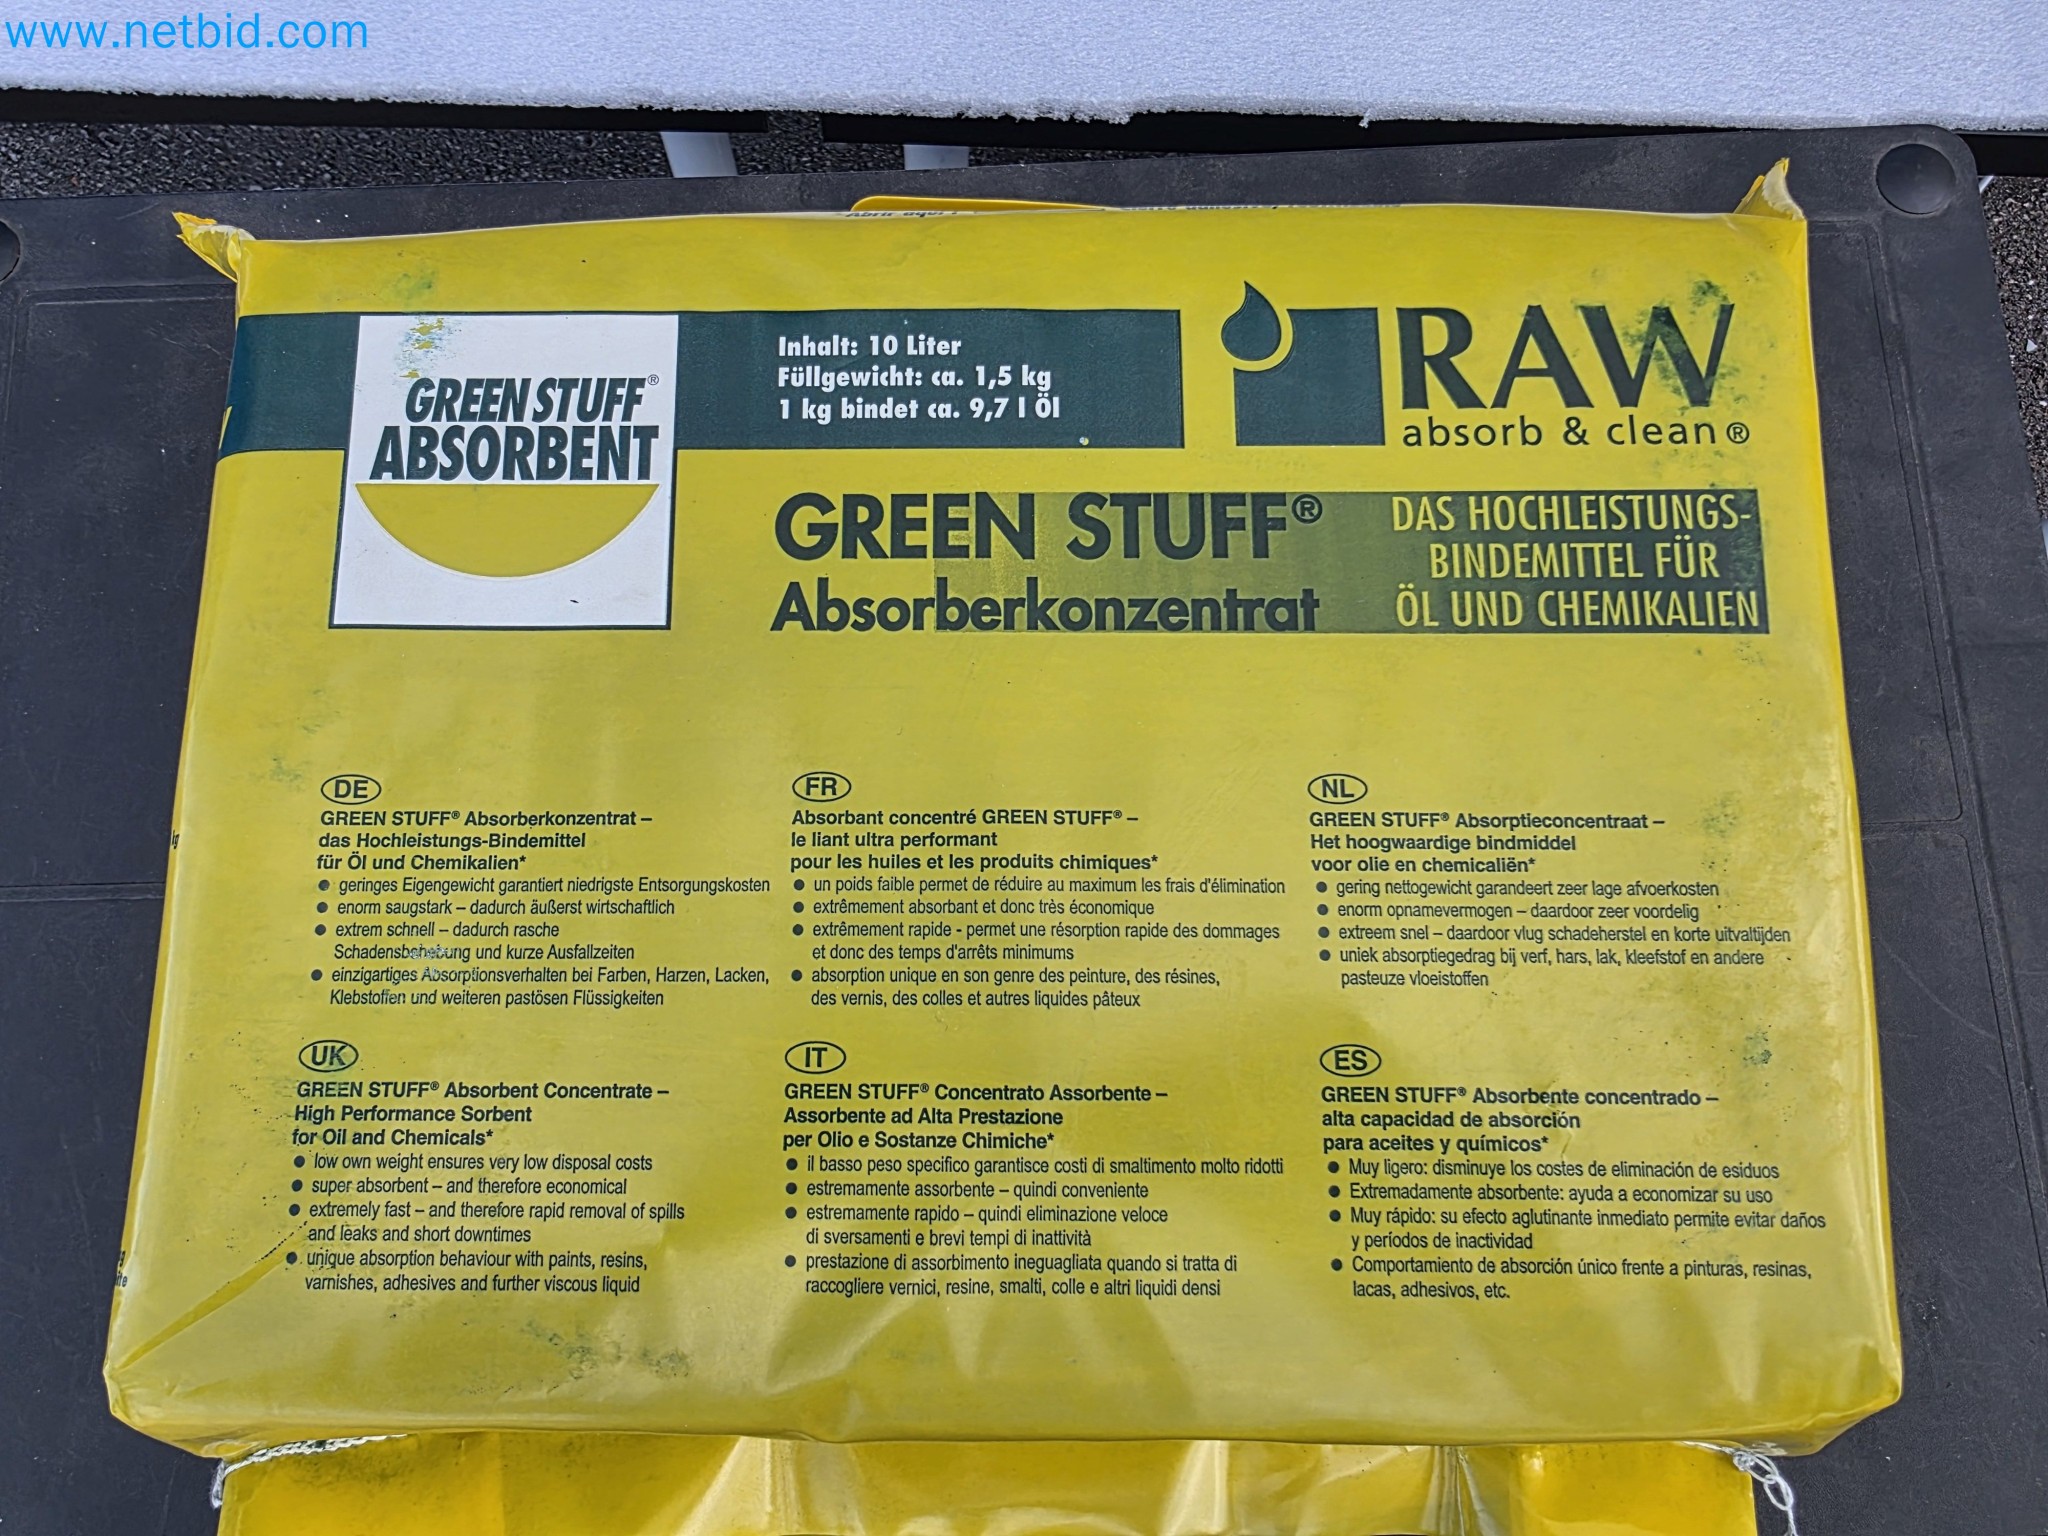 www.netbid.com
GREEN STUFF®
ABSORBENT
Inhalt: 10 Liter
Füllgewicht: ca. 1,5 kg
1 kg bindet ca. 9,7 l Öl
RAW
absorb & clean®
GREEN STUFF®
Absorberkonzentrat
DAS HOCHLEISTUNGS-
BINDEMITTEL FÜR
ÖL UND CHEMIKALIEN
DE
GREEN STUFF® Absorberkonzentrat –
das Hochleistungs-Bindemittel
für Öl und Chemikalien*
● geringes Eigengewicht garantiert niedrigste Entsorgungskosten
● enorm saugstark – dadurch äußerst wirtschaftlich
● extrem schnell – dadurch rasche
Schadensbehebung und kurze Ausfallzeiten
● einzigartiges Absorptionsverhalten bei Farben, Harzen, Lacken,
Klebstoffen und weiteren pastösen Flüssigkeiten
FR
Absorbant concentré GREEN STUFF® –
le liant ultra performant
pour les huiles et les produits chimiques*
● un poids faible permet de réduire au maximum les frais d'élimination
● extrêmement absorbant et donc très économique
● extrêmement rapide - permet une résorption rapide des dommages
et donc des temps d'arrêts minimums
● absorption unique en son genre des peinture, des résines,
des vernis, des colles et autres liquides pâteux
NL
GREEN STUFF® Absorptieconcentraat –
Het hoogwaardige bindmiddel
voor olie en chemicaliën*
● gering nettogewicht garandeert zeer lage afvoerkosten
● enorm opnamevermogen – daardoor zeer voordelig
● extreem snel – daardoor vlug schadeherstel en korte uitvaltijden
● uniek absorptiegedrag bij verf, hars, lak, kleefstof en andere
pasteuze vloeistoffen
UK
GREEN STUFF® Absorbent Concentrate –
High Performance Sorbent
for Oil and Chemicals*
● low own weight ensures very low disposal costs
● super absorbent – and therefore economical
● extremely fast – and therefore rapid removal of spills
and leaks and short downtimes
● unique absorption behaviour with paints, resins,
varnishes, adhesives and further viscous liquid
IT
GREEN STUFF® Concentrato Assorbente –
Assorbente ad Alta Prestazione
per Olio e Sostanze Chimiche*
● il basso peso specifico garantisce costi di smaltimento molto ridotti
● estremamente assorbente – quindi conveniente
● estremamente rapido – quindi eliminazione veloce
di sversamenti e brevi tempi di inattività
● prestazione di assorbimento ineguagliata quando si tratta di
raccogliere vernici, resine, smalti, colle e altri liquidi densi
ES
GREEN STUFF® Absorbente concentrado –
alta capacidad de absorción
para aceites y químicos*
● Muy ligero: disminuye los costes de eliminación de esiduos
● Extremadamente absorbente: ayuda a economizar su uso
● Muy rápido: su efecto aglutinante inmediato permite evitar daños
y períodos de inactividad
● Comportamiento de absorción único frente a pinturas, resinas,
lacas, adhesivos, etc.